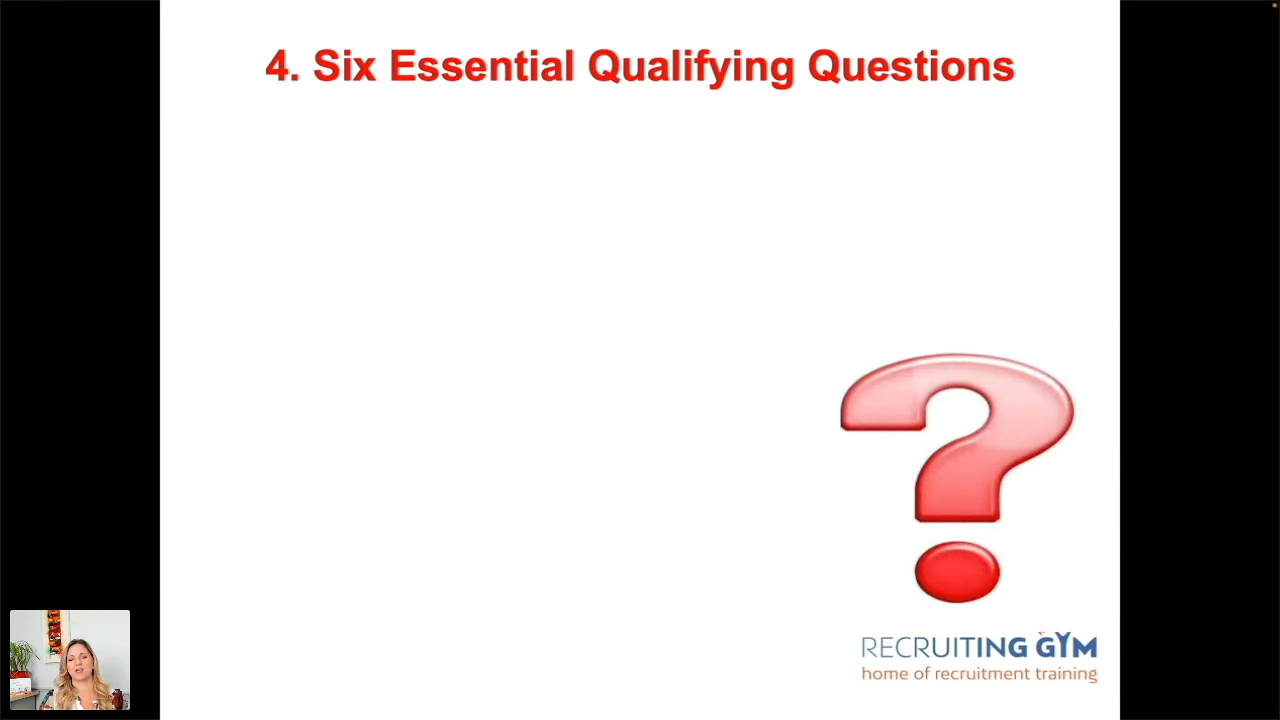 4. Six Essential Qualifying Questions
RECRUITING GYM
home of recruitment training